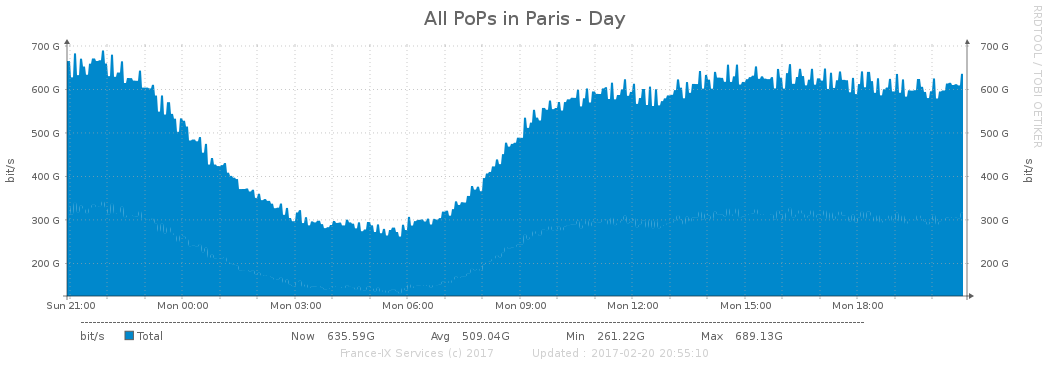 All PoPs in Paris - Day
RRDTOOL / TOBI OETIKER
bit/s
700 G
600 G
500 G
400 G
300 G
200 G
700 G
600 G
500 G
400 G
300 G
200 G
bit/s
Sun 21:00 Mon 00:00 Mon 03:00 Mon 06:00 Mon 09:00 Mon 12:00 Mon 15:00 Mon 18:00
bit/s Total Now 635.59G Avg 509.04G Min 261.22G Max 689.13G
France-IX Services (c) 2017 Updated : 2017-02-20 20:55:10